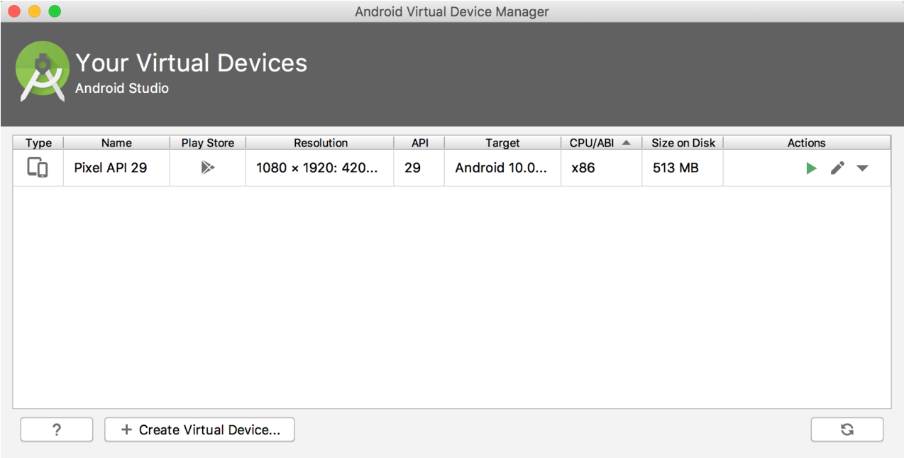 Android Virtual Device Manager
Your Virtual Devices
Android Studio
Type Name Play Store Resolution API Target CPU/ABI Size on Disk Actions
Pixel API 29 1080 × 1920: 420... 29 Android 10.0... x86 513 MB
? + Create Virtual Device...